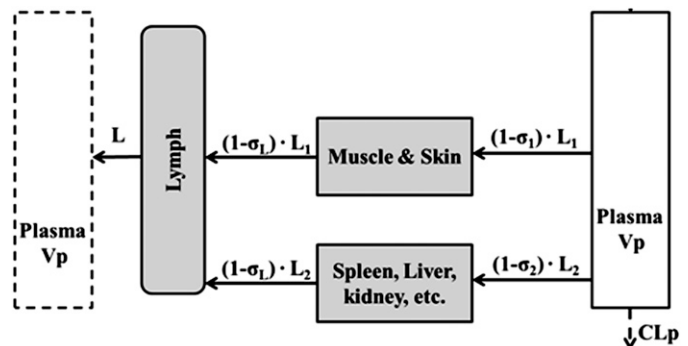 L
Lymph
(1-σL) · L1
Muscle & Skin
(1-σ1) · L1
Plasma
Vp
Plasma
Vp
(1-σL) · L2
Spleen, Liver,
kidney, etc.
(1-σ2) · L2
CLp